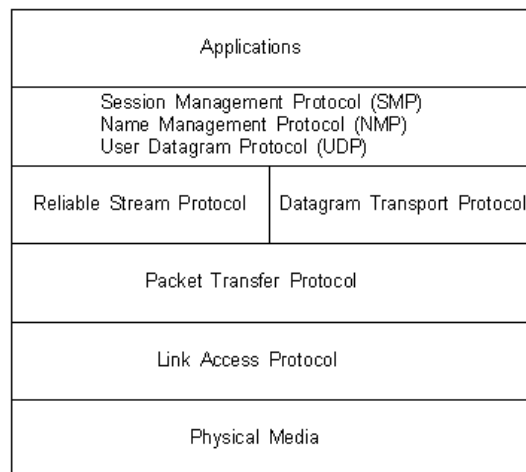 Applications
Session Management Protocol (SMP)
Name Management Protocol (NMP)
User Datagram Protocol (UDP)
Reliable Stream Protocol
Datagram Transport Protocol
Packet Transfer Protocol
Link Access Protocol
Physical Media